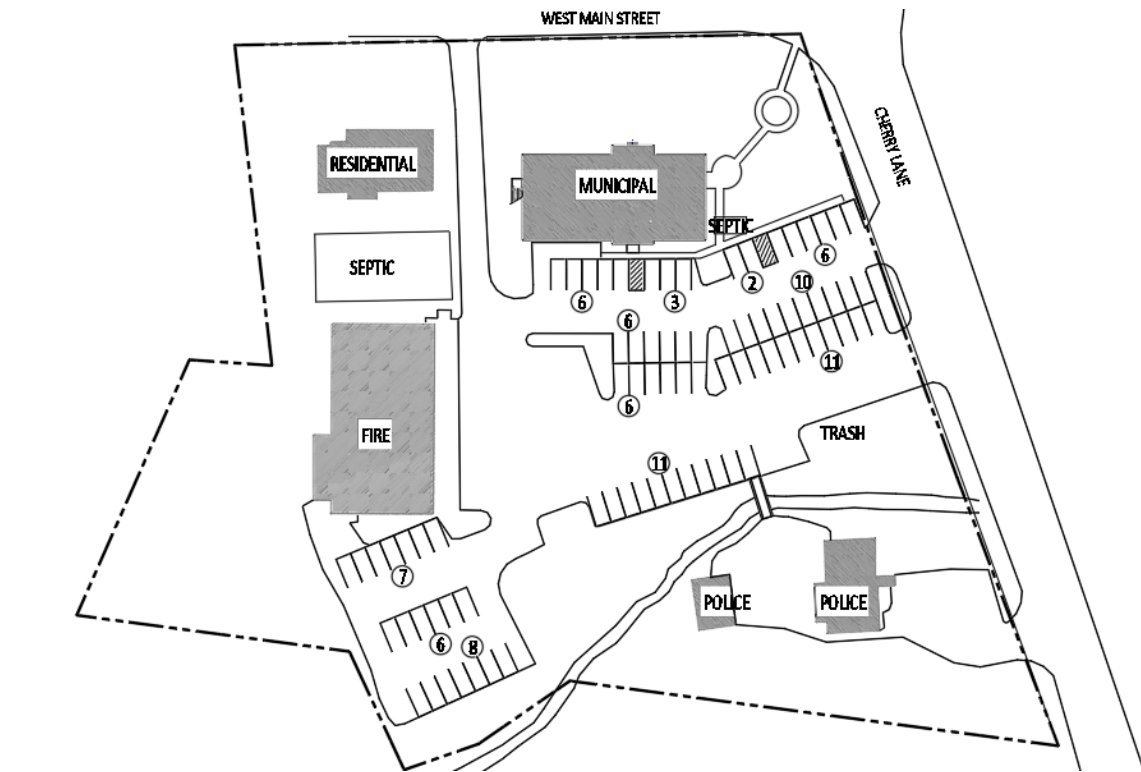 WEST MAIN STREET
CHERRY LANE
RESIDENTIAL
MUNICIPAL
SEPTIC
SEPTIC
6
2
10
6
3
6
11
6
FIRE
TRASH
11
7
POLICE
POLICE
6
8